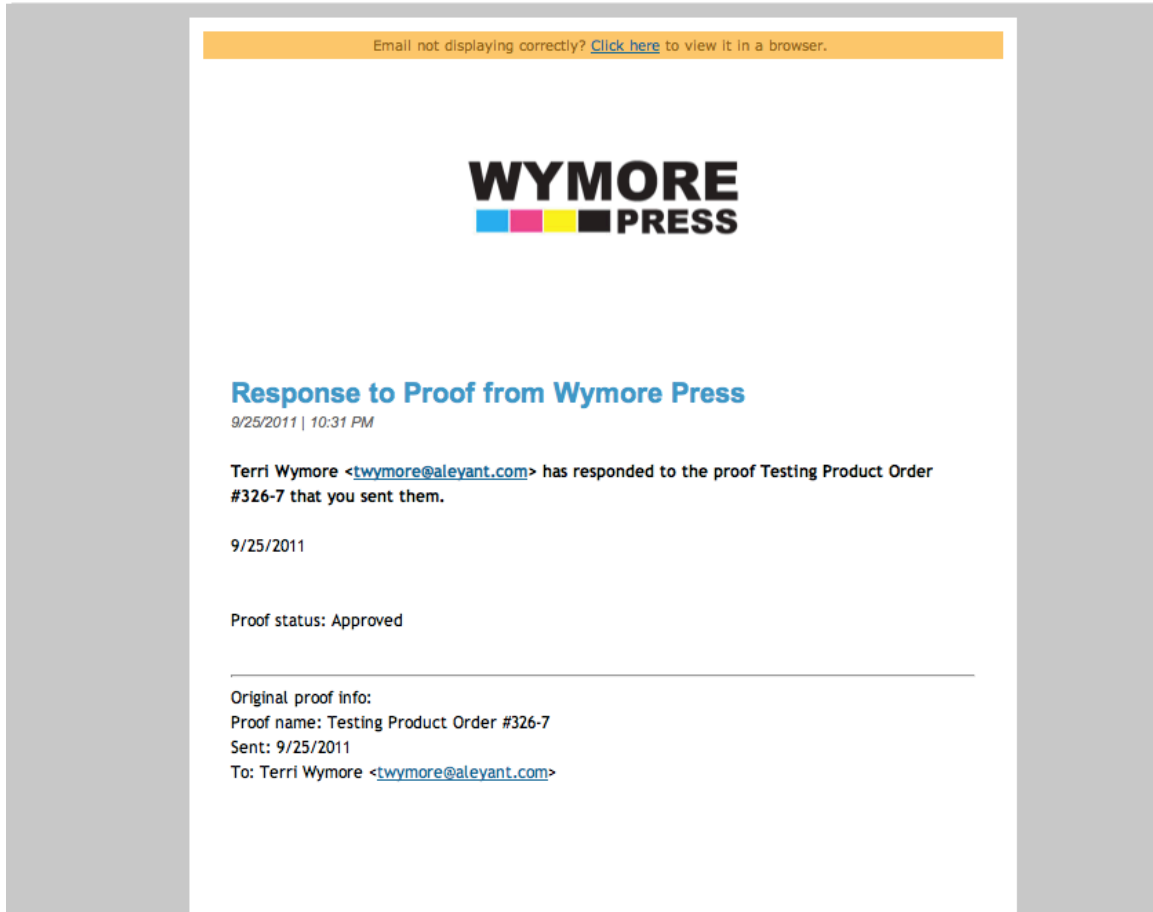 Email not displaying correctly? Click here to view it in a browser.
WYMORE
PRESS
Response to Proof from Wymore Press
9/25/2011 | 10:31 PM
Terri Wymore <twymore@aleyant.com> has responded to the proof Testing Product Order
#326-7 that you sent them.
9/25/2011
Proof status: Approved
Original proof info:
Proof name: Testing Product Order #326-7
Sent: 9/25/2011
To: Terri Wymore <twymore@aleyant.com>